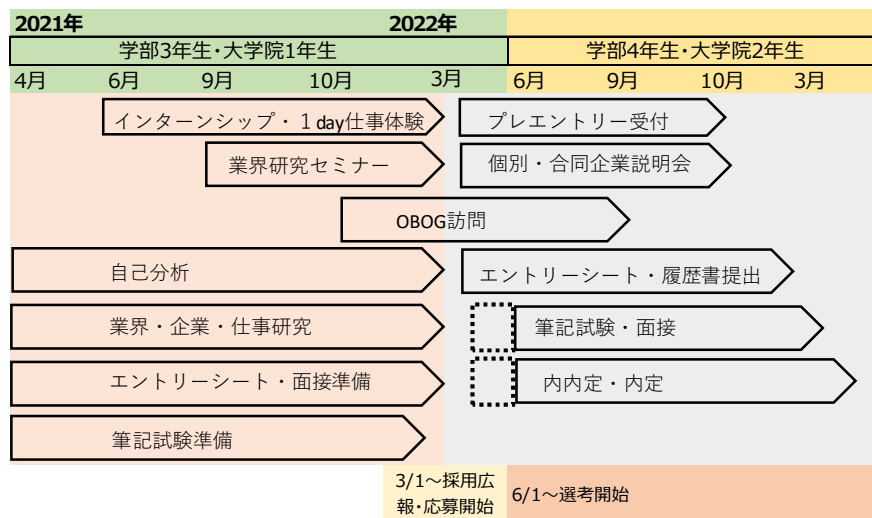 2021年 2022年
学部3年生・大学院1年生 学部4年生・大学院2年生
4月 6月 9月 10月 3月 6月 9月 10月 3月
インターンシップ・1day仕事体験 プレエントリー受付
業界研究セミナー 個別・合同企業説明会
OBOG訪問
自己分析 エントリーシート・履歴書提出
業界・企業・仕事研究 筆記試験・面接
エントリーシート・面接準備 内内定・内定
筆記試験準備
3/1～採用広
報・応募開始
6/1～選考開始